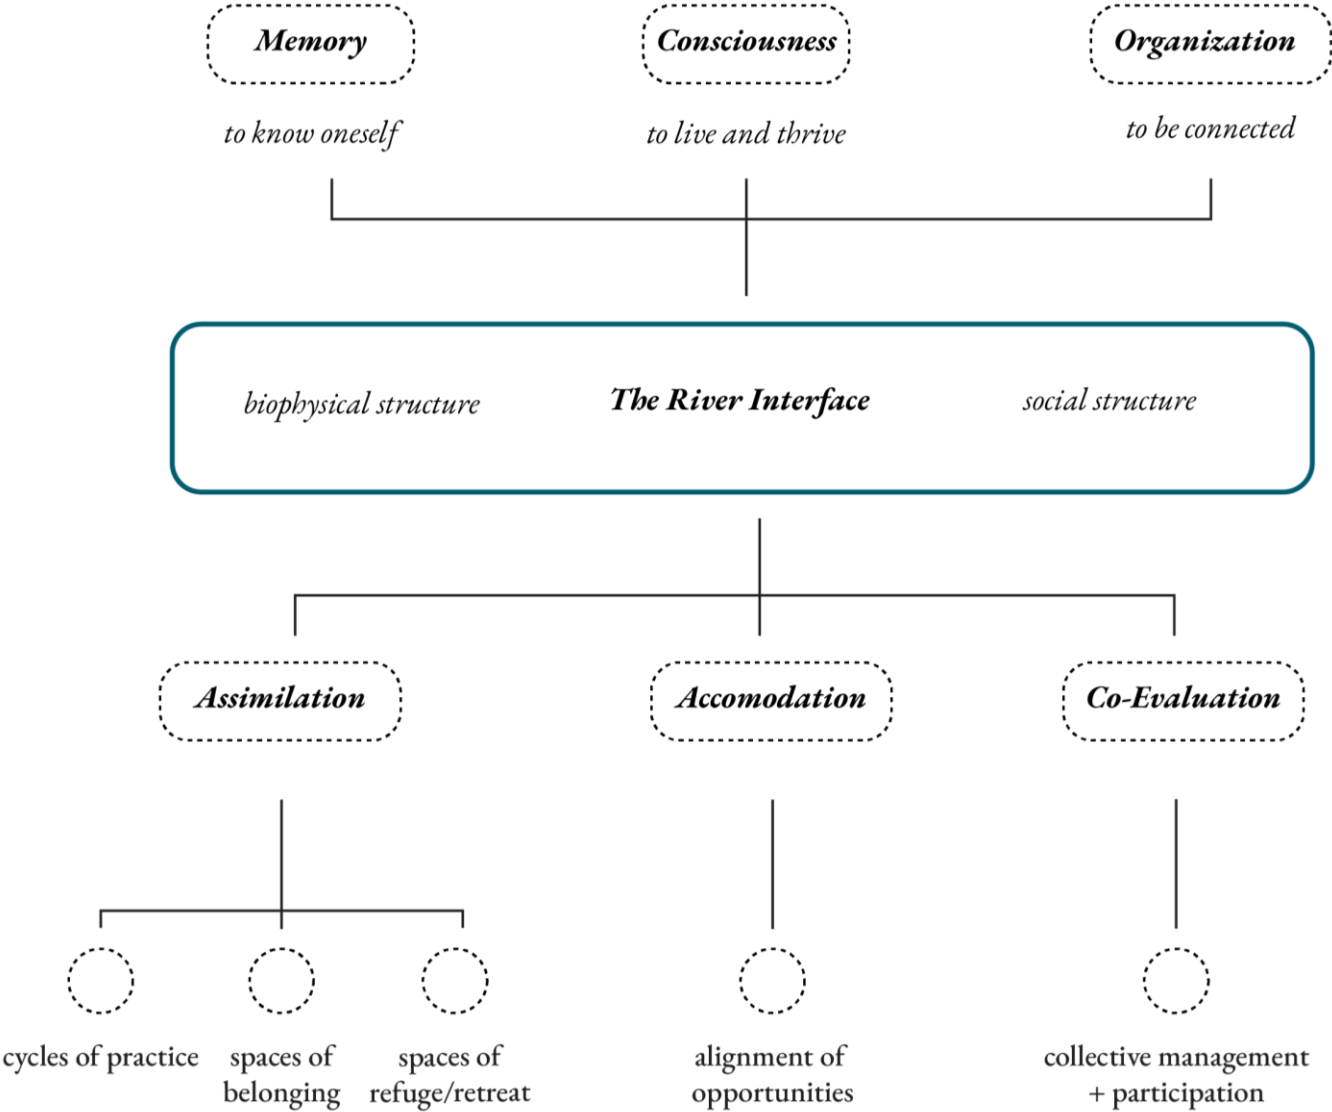 Memory
Consciousness
Organization
to know oneself
to live and thrive
to be connected
biophysical structure
The River Interface
social structure
Assimilation
Accomodation
Co-Evaluation
cycles of practice
spaces of
belonging
spaces of
refuge/retreat
alignment of
opportunities
collective management
+ participation